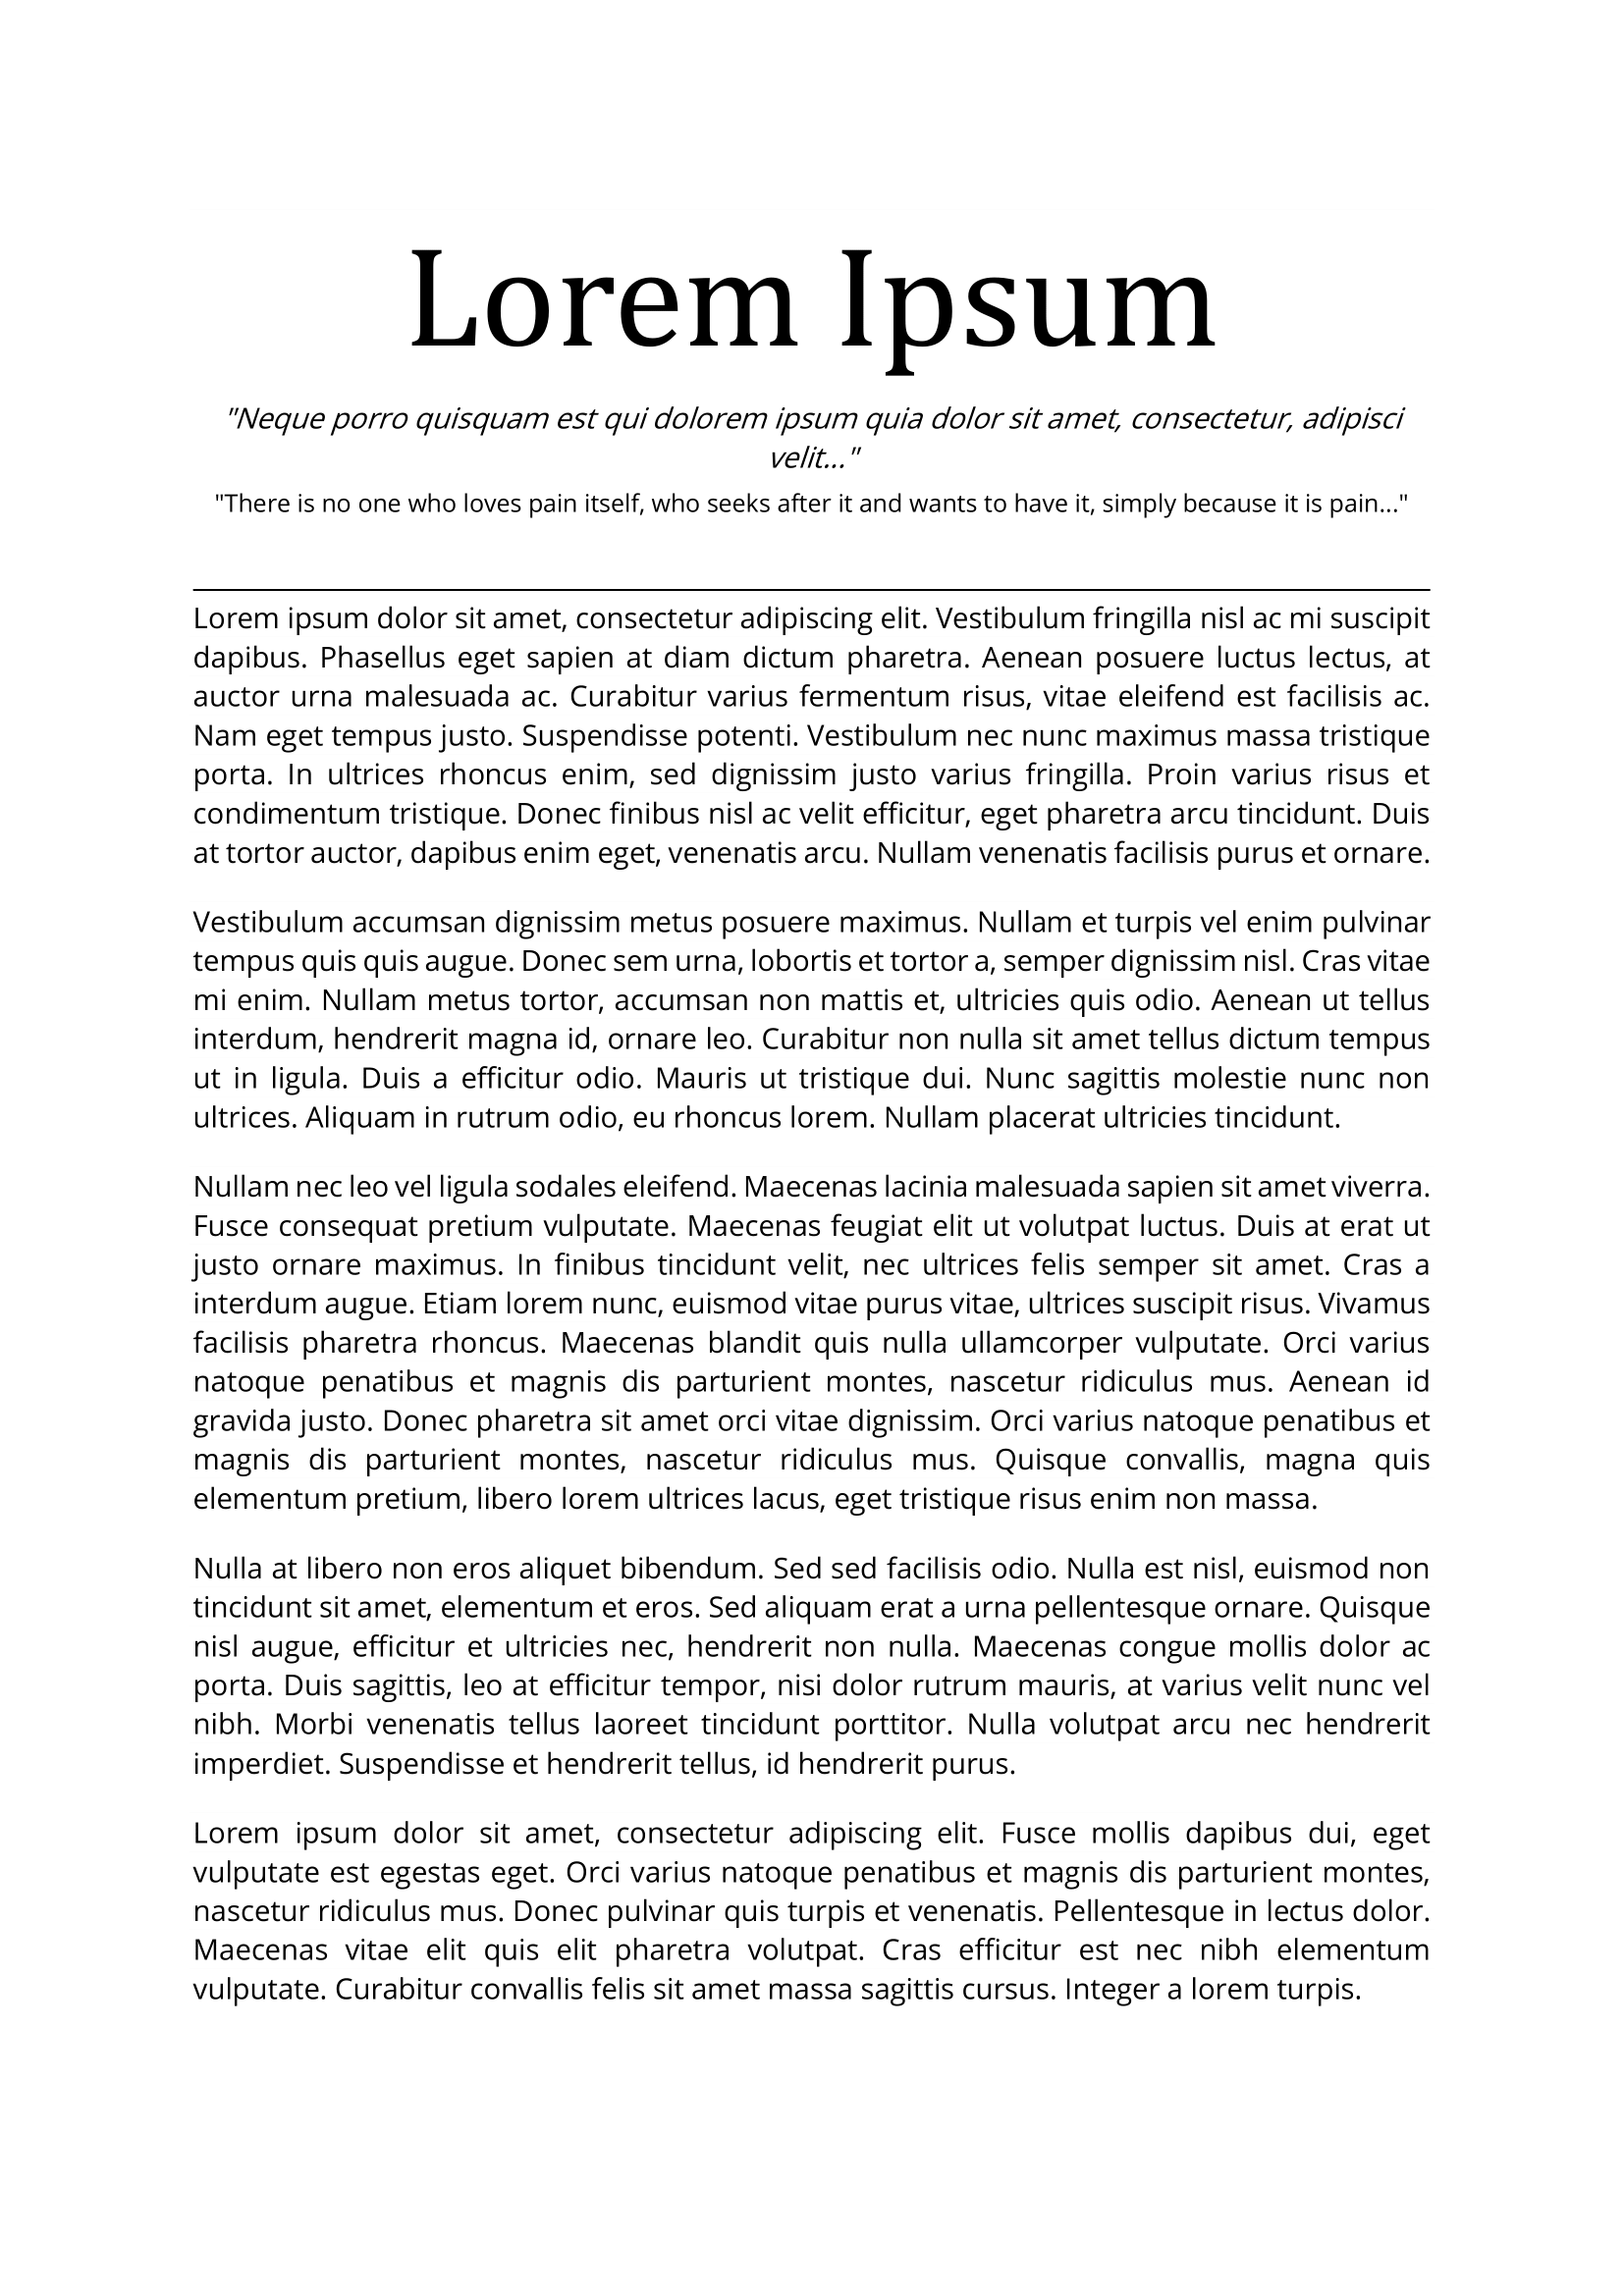 Lorem Ipsum
"Neque porro quisquam est qui dolorem ipsum quia dolor sit amet, consectetur, adipisci
velit..."
"There is no one who loves pain itself, who seeks after it and wants to have it, simply because it is pain..."
Lorem ipsum dolor sit amet, consectetur adipiscing elit. Vestibulum fringilla nisl ac mi suscipit
dapibus. Phasellus eget sapien at diam dictum pharetra. Aenean posuere luctus lectus, at
auctor urna malesuada ac. Curabitur varius fermentum risus, vitae eleifend est facilisis ac.
Nam eget tempus justo. Suspendisse potenti. Vestibulum nec nunc maximus massa tristique
porta. In ultrices rhoncus enim, sed dignissim justo varius fringilla. Proin varius risus et
condimentum tristique. Donec finibus nisl ac velit efficitur, eget pharetra arcu tincidunt. Duis
at tortor auctor, dapibus enim eget, venenatis arcu. Nullam venenatis facilisis purus et ornare.
Vestibulum accumsan dignissim metus posuere maximus. Nullam et turpis vel enim pulvinar
tempus quis quis augue. Donec sem urna, lobortis et tortor a, semper dignissim nisl. Cras vitae
mi enim. Nullam metus tortor, accumsan non mattis et, ultricies quis odio. Aenean ut tellus
interdum, hendrerit magna id, ornare leo. Curabitur non nulla sit amet tellus dictum tempus
ut in ligula. Duis a efficitur odio. Mauris ut tristique dui. Nunc sagittis molestie nunc non
ultrices. Aliquam in rutrum odio, eu rhoncus lorem. Nullam placerat ultricies tincidunt.
Nullam nec leo vel ligula sodales eleifend. Maecenas lacinia malesuada sapien sit amet viverra.
Fusce consequat pretium vulputate. Maecenas feugiat elit ut volutpat luctus. Duis at erat ut
justo ornare maximus. In finibus tincidunt velit, nec ultrices felis semper sit amet. Cras a
interdum augue. Etiam lorem nunc, euismod vitae purus vitae, ultrices suscipit risus. Vivamus
facilisis pharetra rhoncus. Maecenas blandit quis nulla ullamcorper vulputate. Orci varius
natoque penatibus et magnis dis parturient montes, nascetur ridiculus mus. Aenean id
gravida justo. Donec pharetra sit amet orci vitae dignissim. Orci varius natoque penatibus et
magnis dis parturient montes, nascetur ridiculus mus. Quisque convallis, magna quis
elementum pretium, libero lorem ultrices lacus, eget tristique risus enim non massa.
Nulla at libero non eros aliquet bibendum. Sed sed facilisis odio. Nulla est nisl, euismod non
tincidunt sit amet, elementum et eros. Sed aliquam erat a urna pellentesque ornare. Quisque
nisl augue, efficitur et ultricies nec, hendrerit non nulla. Maecenas congue mollis dolor ac
porta. Duis sagittis, leo at efficitur tempor, nisi dolor rutrum mauris, at varius velit nunc vel
nibh. Morbi venenatis tellus laoreet tincidunt porttitor. Nulla volutpat arcu nec hendrerit
imperdiet. Suspendisse et hendrerit tellus, id hendrerit purus.
Lorem ipsum dolor sit amet, consectetur adipiscing elit. Fusce mollis dapibus dui, eget
vulputate est egestas eget. Orci varius natoque penatibus et magnis dis parturient montes,
nascetur ridiculus mus. Donec pulvinar quis turpis et venenatis. Pellentesque in lectus dolor.
Maecenas vitae elit quis elit pharetra volutpat. Cras efficitur est nec nibh elementum
vulputate. Curabitur convallis felis sit amet massa sagittis cursus. Integer a lorem turpis.